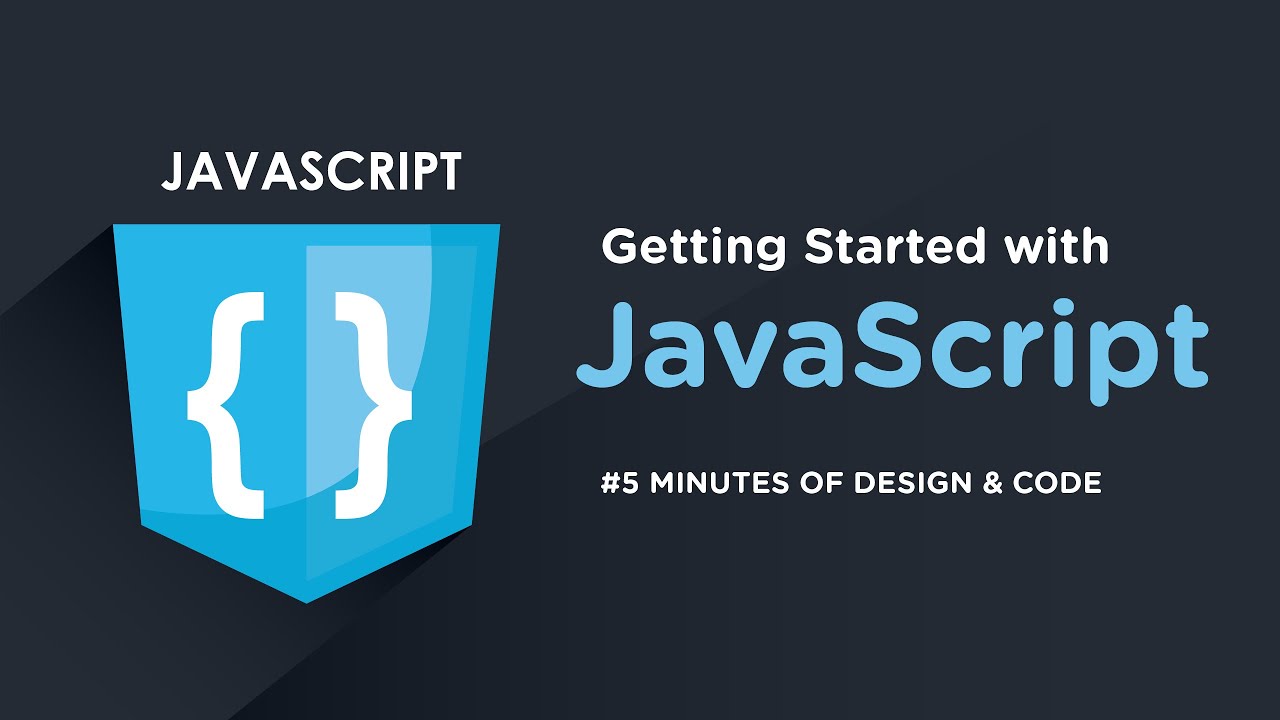 JAVASCRIPT
{ }
Getting Started with
JavaScript
#5 MINUTES OF DESIGN & CODE